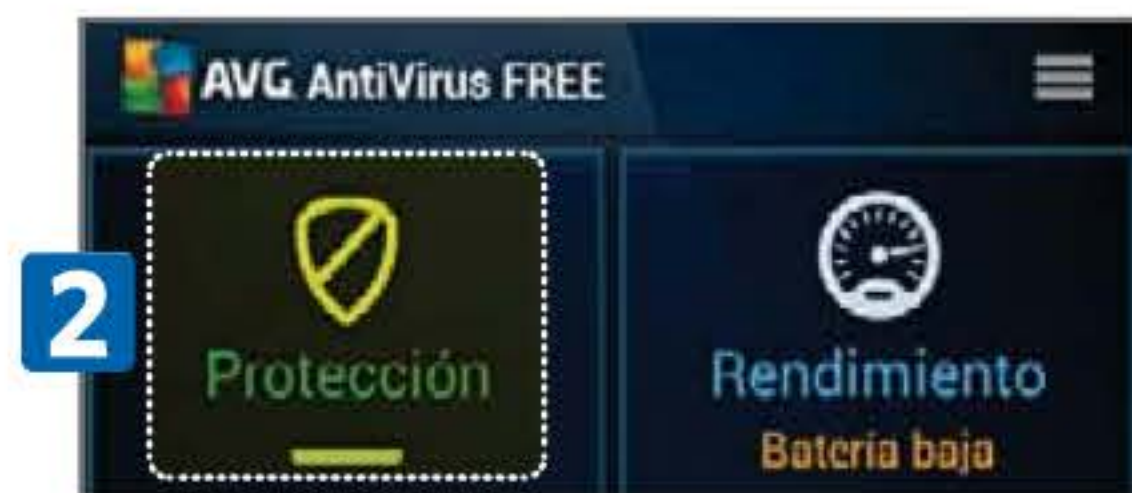 AVG AntiVirus FREE
2
Protección
Rendimiento
Batería baja